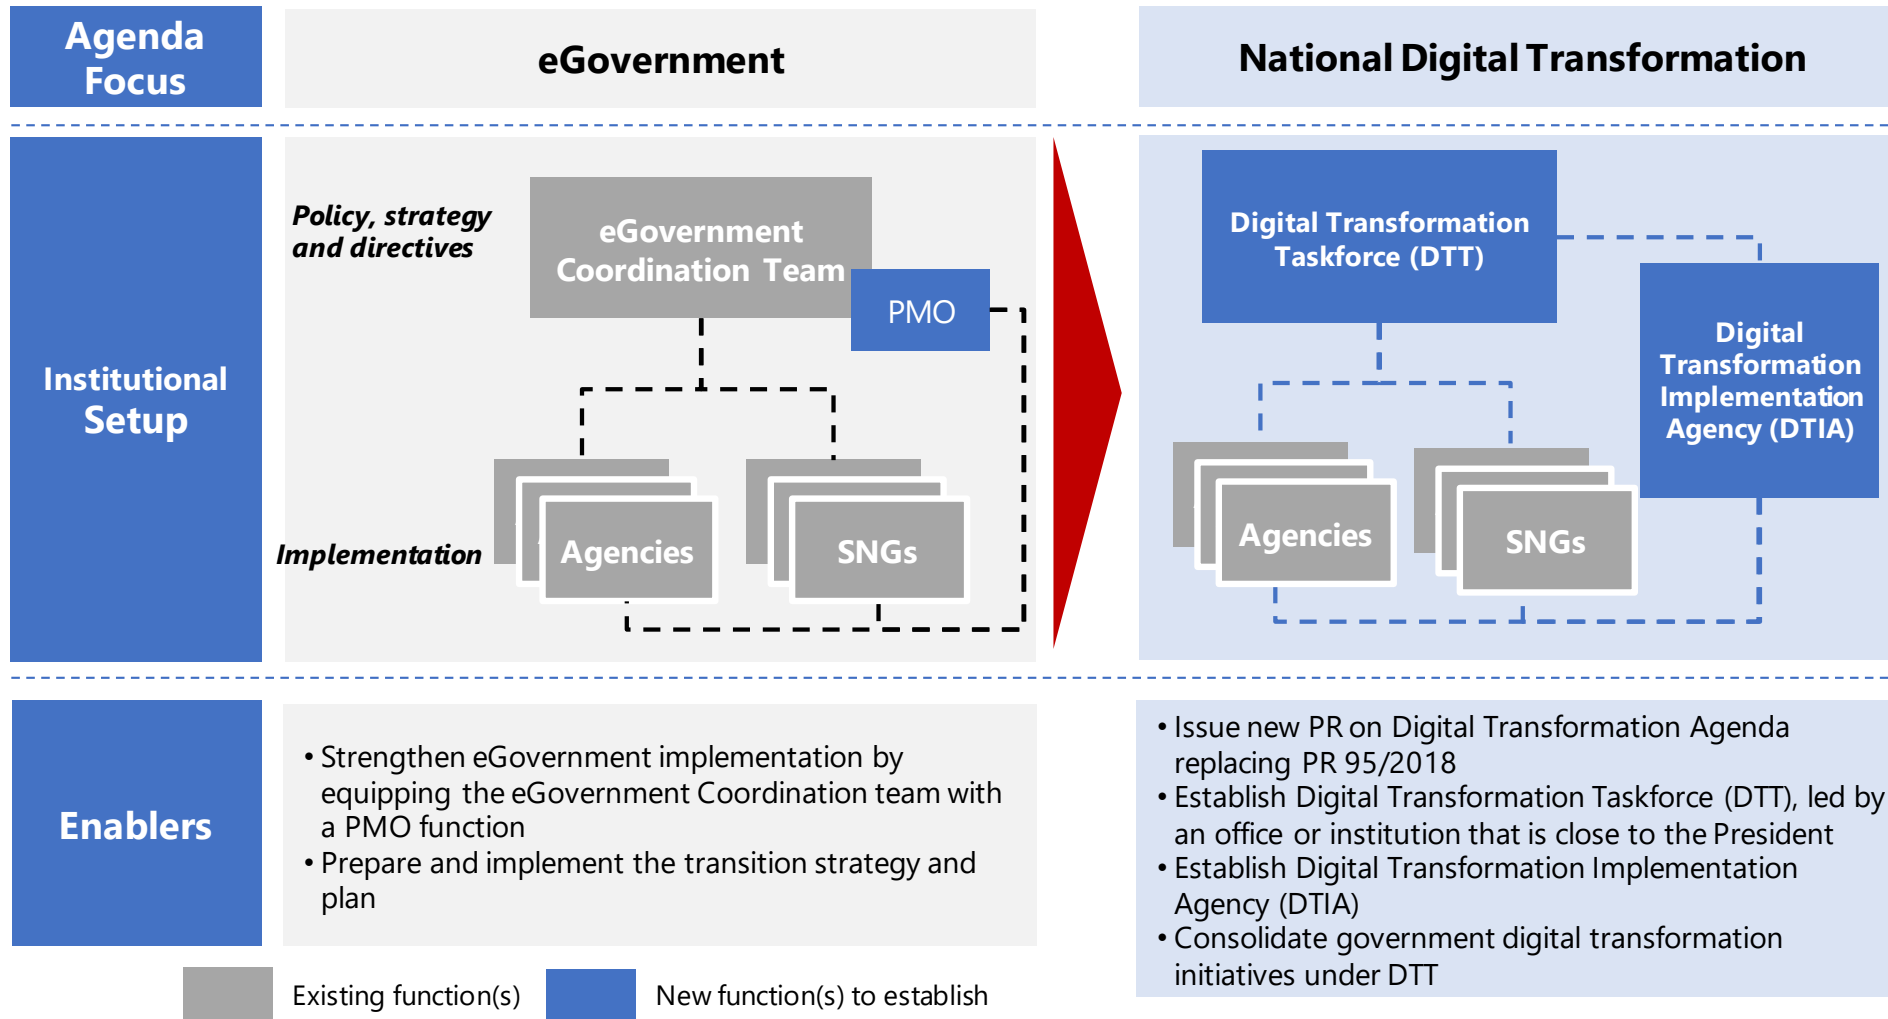 Agenda
Focus
eGovernment
National Digital Transformation
Institutional
Setup
Policy, strategy
and directives
eGovernment
Coordination Team
PMO
Implementation
Agencies
SNGs
Digital Transformation
Taskforce (DTT)
Digital
Transformation
Implementation
Agency (DTIA)
Agencies
SNGs
Enablers
• Strengthen eGovernment implementation by
equipping the eGovernment Coordination team with
a PMO function
• Prepare and implement the transition strategy and
plan
• Issue new PR on Digital Transformation Agenda
replacing PR 95/2018
• Establish Digital Transformation Taskforce (DTT), led by
an office or institution that is close to the President
• Establish Digital Transformation Implementation
Agency (DTIA)
• Consolidate government digital transformation
initiatives under DTT
Existing function(s)
New function(s) to establish